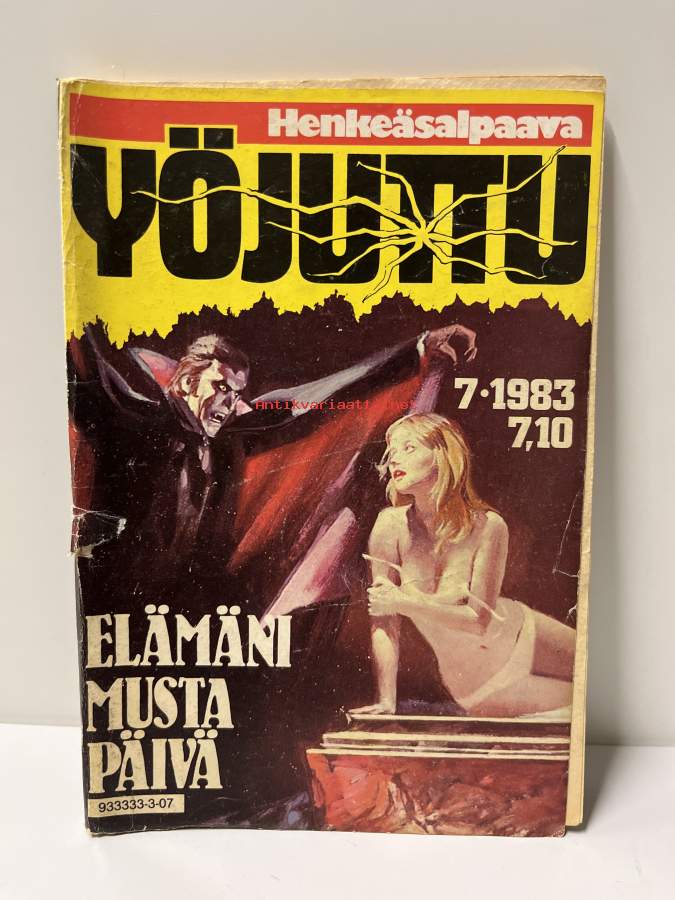 Henkeäsalpaava
YÖJUTTU
7·1983
7,10
Antikvariaatti.net
ELÄMÄNI
MUSTA
PÄIVÄ
933333-3-07